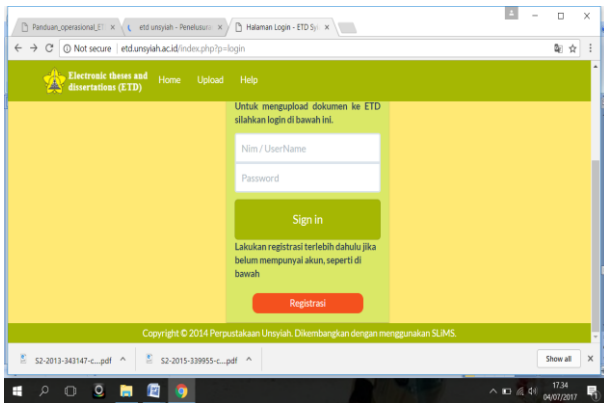 Panduan_operasional_ET
etd unsyiah - Penelusura
Halaman Login - ETD Sy
Not secure | etd.unsyiah.ac.id/index.php?p=login
Electronic theses and
dissertations (ETD)
Home Upload Help
Untuk mengupload dokumen ke ETD
silahkan login di bawah ini.
Nim / UserName
Password
Sign in
Lakukan registrasi terlebih dahulu jika
belum mempunyai akun, seperti di
bawah
Registrasi
Copyright © 2014 Perpustakaan Unsyiah. Dikembangkan dengan menggunakan SLiMS.
S2-2013-343147-c....pdf
S2-2015-339955-c....pdf
Show all
17.34
04/07/2017